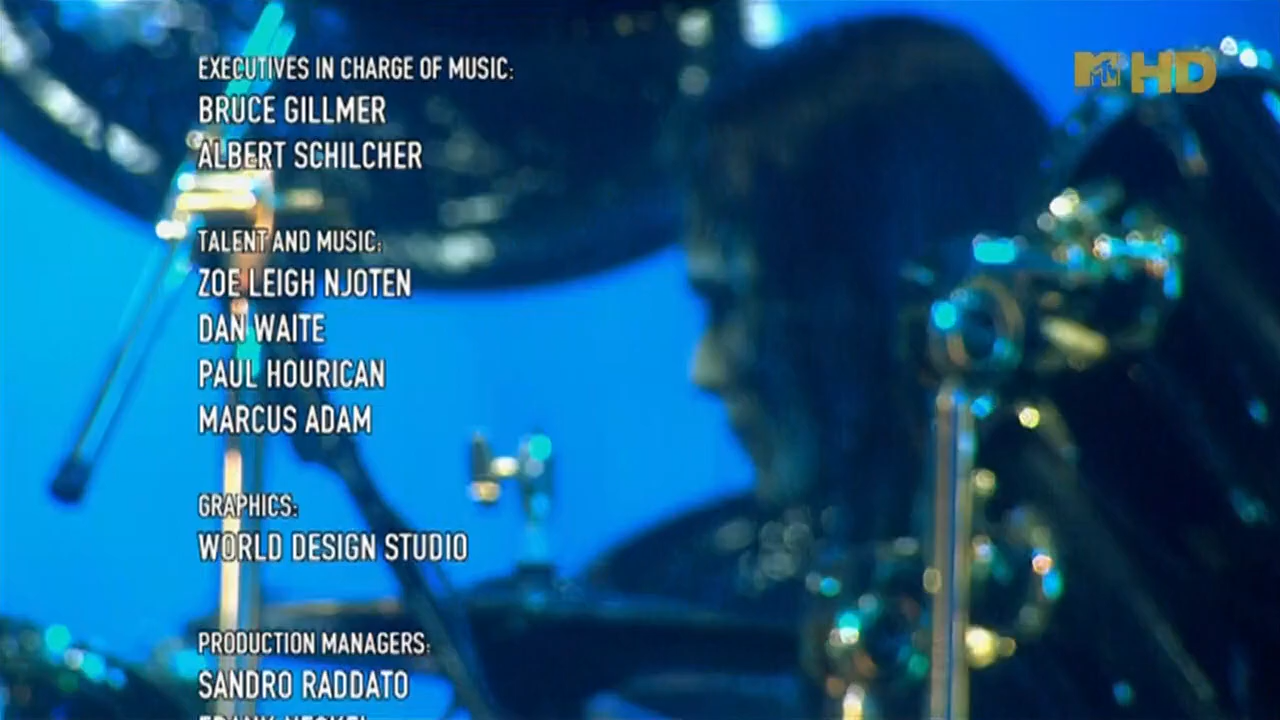 EXECUTIVES IN CHARGE OF MUSIC:
BRUCE GILLMER
ALBERT SCHILCHER
MTV HD
TALENT AND MUSIC:
ZOE LEIGH NJOTEN
DAN WAITE
PAUL HOURICAN
MARCUS ADAM
GRAPHICS:
WORLD DESIGN STUDIO
PRODUCTION MANAGERS:
SANDRO RADDATO